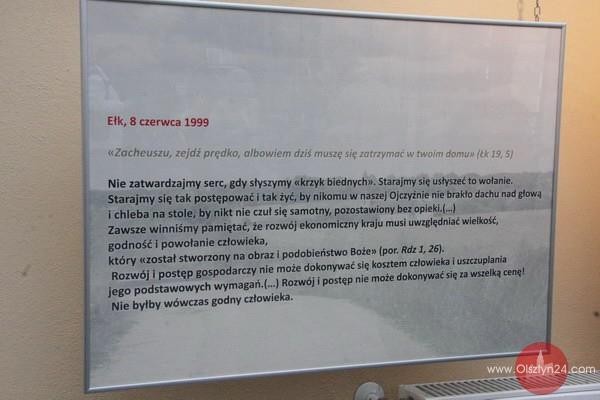 Ełk, 8 czerwca 1999
«Zacheuszu, zejdź prędko, albowiem dziś muszę się zatrzymać w twoim domu» (Łk 19, 5)
Nie zatwardzajmy serc, gdy słyszymy «krzyk biednych». Starajmy się usłyszeć to wołanie.
Starajmy się tak postępować i tak żyć, by nikomu w naszej Ojczyźnie nie brakło dachu nad głową
i chleba na stole, by nikt nie czuł się samotny, pozostawiony bez opieki.(...)
Zawsze winniśmy pamiętać, że rozwój ekonomiczny kraju musi uwzględniać wielkość,
godność i powołanie człowieka,
który «został stworzony na obraz i podobieństwo Boże» (por. Rdz 1, 26).
Rozwój i postęp gospodarczy nie może dokonywać się kosztem człowieka i uszczuplania
jego podstawowych wymagań.(...) Rozwój i postęp nie może dokonywać się za wszelką cenę!
Nie byłby wówczas godny człowieka.
www.Olsztyn24.com